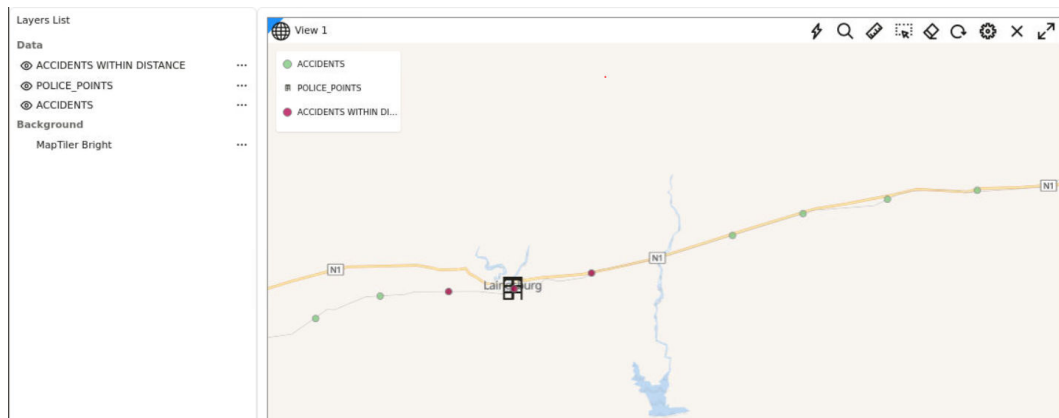 Layers List
Data
ACCIDENTS WITHIN DISTANCE
POLICE_POINTS
ACCIDENTS
Background
MapTiler Bright
View 1
ACCIDENTS
POLICE_POINTS
ACCIDENTS WITHIN DI...
N1
N1
N1